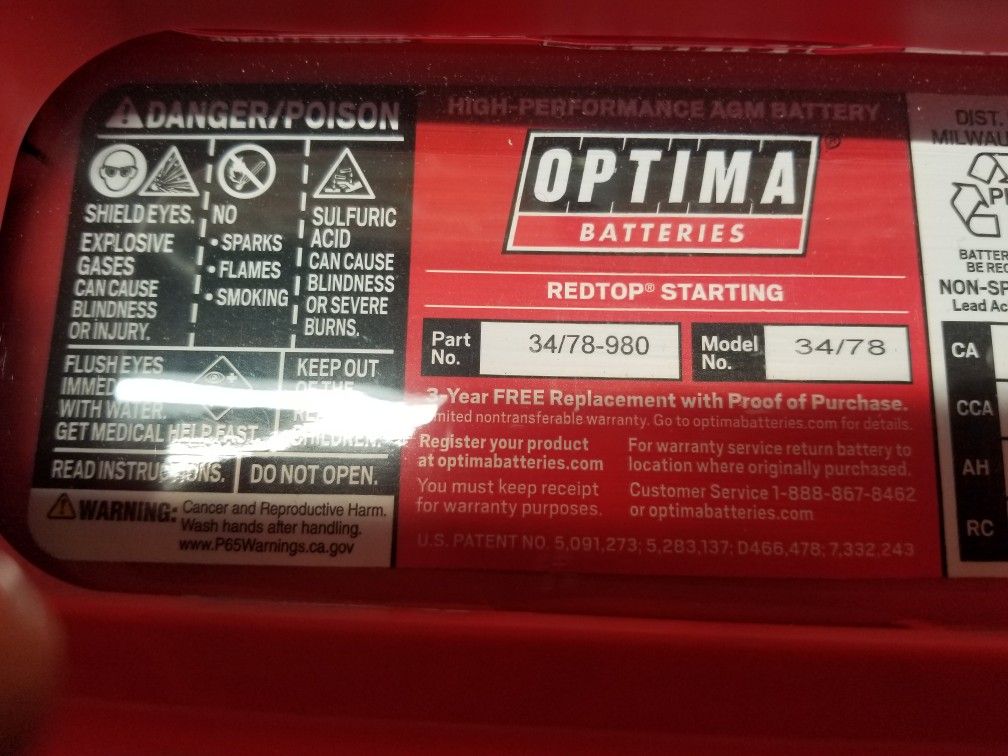 DANGER/POISON
SHIELD EYES.
EXPLOSIVE
GASES
CAN CAUSE
BLINDNESS
OR INJURY.
NO
• SPARKS
• FLAMES
• SMOKING
SULFURIC
ACID
CAN CAUSE
BLINDNESS
OR SEVERE
BURNS.
FLUSH EYES
IMMED
WITH WATER.
GET MEDICAL HELP FAST.
KEEP OUT
OF THE
CHILDREN.
READ INSTRUCTIONS.
DO NOT OPEN.
WARNING: Cancer and Reproductive Harm.
Wash hands after handling.
www.P65Warnings.ca.gov
HIGH-PERFORMANCE AGM BATTERY
OPTIMA®
BATTERIES
REDTOP® STARTING
Part
No.
34/78-980
Model
No.
34/78
3-Year FREE Replacement with Proof of Purchase.
Limited nontransferable warranty. Go to optimabatteries.com for details.
Register your product
at optimabatteries.com
You must keep receipt
for warranty purposes.
For warranty service return battery to
location where originally purchased.
Customer Service 1-888-867-8462
or optimabatteries.com
U.S. PATENT NO. 5,091,273; 5,283,137; D466,478; 7,332,243
DIST.
MILWAU
BATTER
BE REC
NON-SP
Lead Ac
CA
CCA
AH
RC